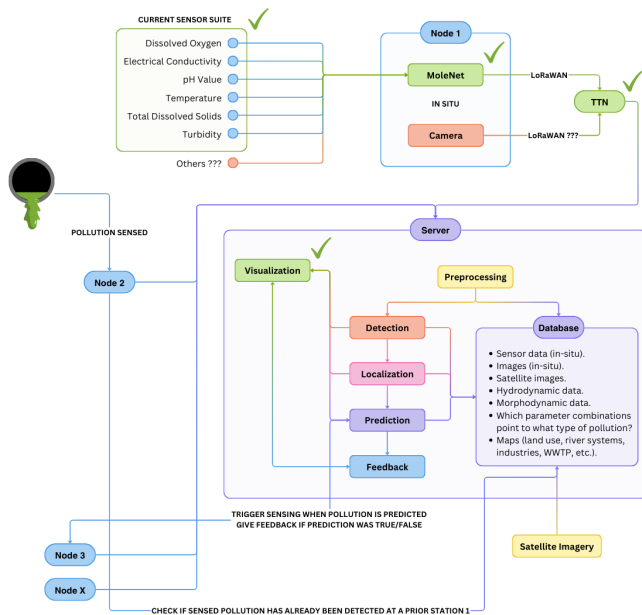 CURRENT SENSOR SUITE
Dissolved Oxygen
Electrical Conductivity
pH Value
Temperature
Total Dissolved Solids
Turbidity
Others ???
Node 1
MoleNet
IN SITU
Camera
LoRaWAN
LoRaWAN ???
TTN
POLLUTION SENSED
Node 2
Server
Visualization
Preprocessing
Detection
Localization
Prediction
Feedback
Database
Sensor data (in-situ).
Images (in-situ).
Satellite images.
Hydrodynamic data.
Morphodynamic data.
Which parameter combinations
point to what type of pollution?
Maps (land use, river systems,
industries, WWTP, etc.).
TRIGGER SENSING WHEN POLLUTION IS PREDICTED
GIVE FEEDBACK IF PREDICTION WAS TRUE/FALSE
Node 3
Satellite Imagery
Node X
CHECK IF SENSED POLLUTION HAS ALREADY BEEN DETECTED AT A PRIOR STATION 1